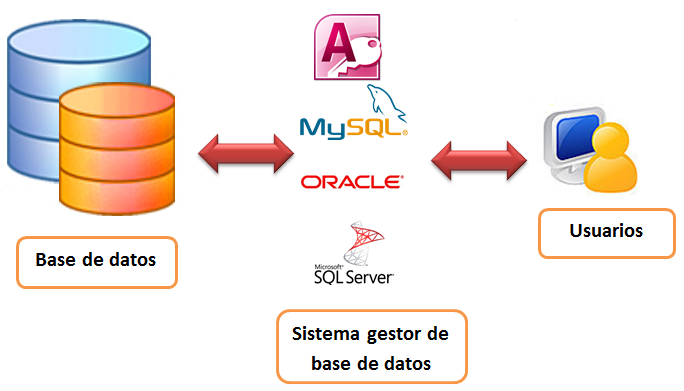 A
MySQL®
ORACLE®
Microsoft®
SQL Server®
Base de datos
Usuarios
Sistema gestor de
base de datos